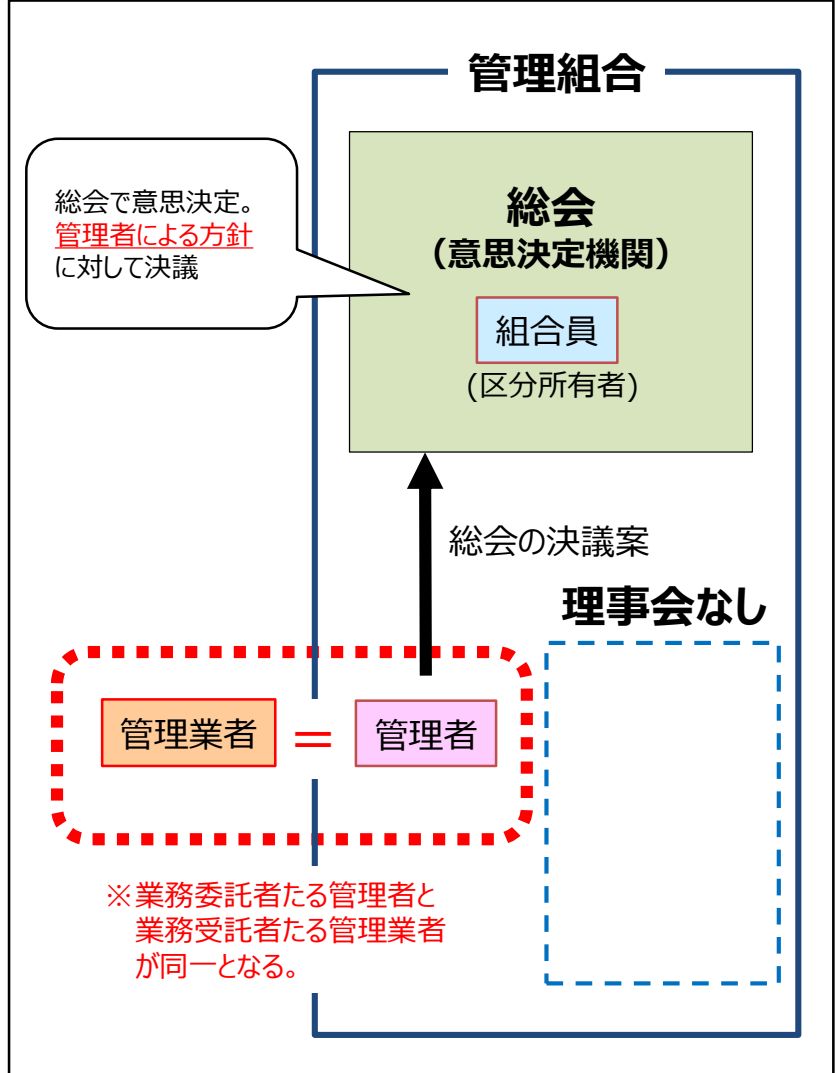 管理組合
総会で意思決定。
管理者による方針
に対して決議
総会
（意思決定機関）
組合員
(区分所有者)
総会の決議案
理事会なし
管理業者
＝
管理者
※業務委託者たる管理者と
業務受託者たる管理業者
が同一となる。